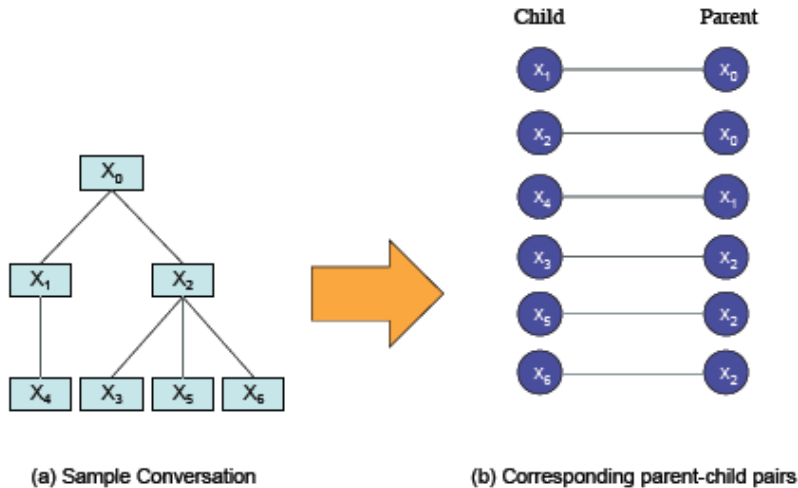 Child Parent
X₁ X₀
X₂ X₀
X₄ X₁
X₃ X₂
X₅ X₂
X₆ X₂
X₀
X₁ X₂
X₄ X₃ X₅ X₆
(a) Sample Conversation
(b) Corresponding parent-child pairs